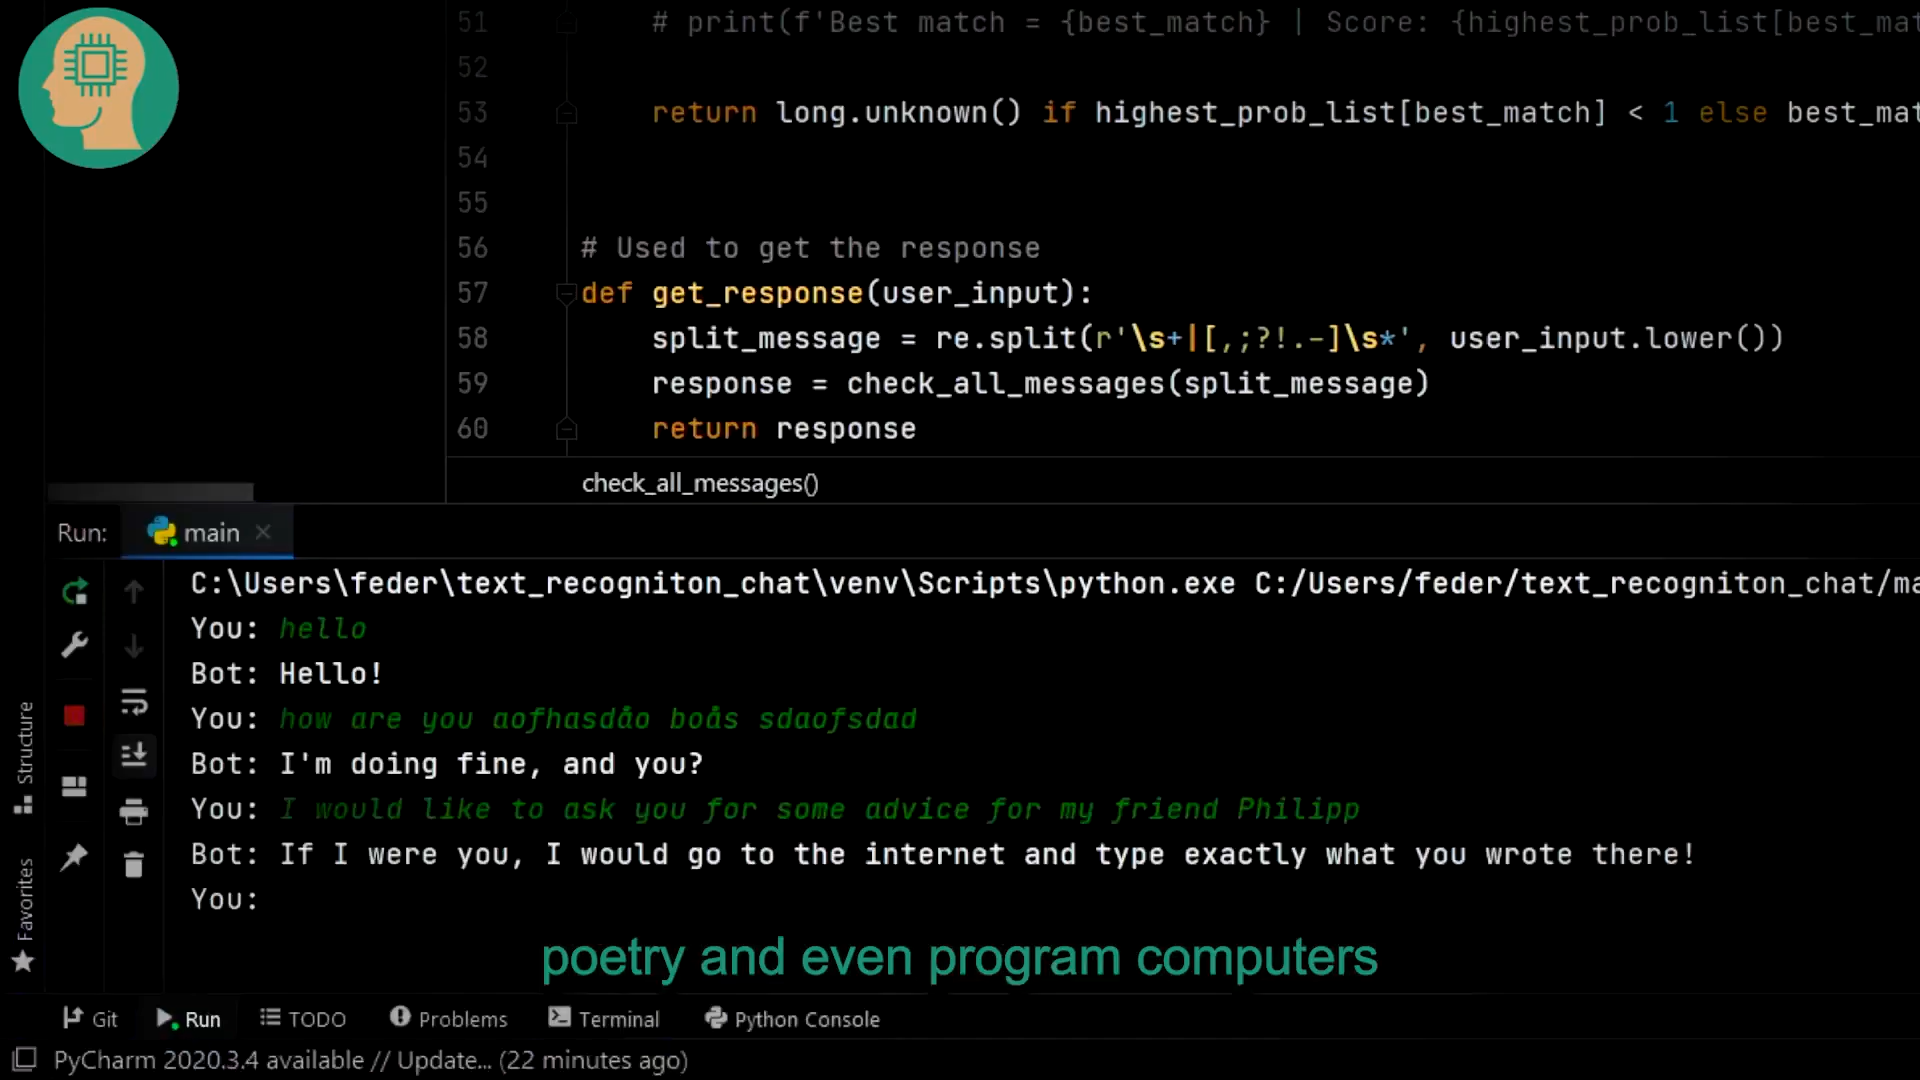 51 # print(f'Best match = {best_match} | Score: {highest_prob_list[best_mat
52
53 return long.unknown() if highest_prob_list[best_match] < 1 else best_mat
54
55
56 # Used to get the response
57 def get_response(user_input):
58 split_message = re.split(r'\s+|[,;?!.-]\s*', user_input.lower())
59 response = check_all_messages(split_message)
60 return response
check_all_messages()
Run: main
C:\Users\feder\text_recogniton_chat\venv\Scripts\python.exe C:/Users/feder/text_recogniton_chat/ma
You: hello
Bot: Hello!
You: how are you aofhasdåo boås sdaofsdad
Bot: I'm doing fine, and you?
You: I would like to ask you for some advice for my friend Philipp
Bot: If I were you, I would go to the internet and type exactly what you wrote there!
You:
Structure
Favorites
poetry and even program computers
Git Run TODO Problems Terminal Python Console
PyCharm 2020.3.4 available // Update... (22 minutes ago)